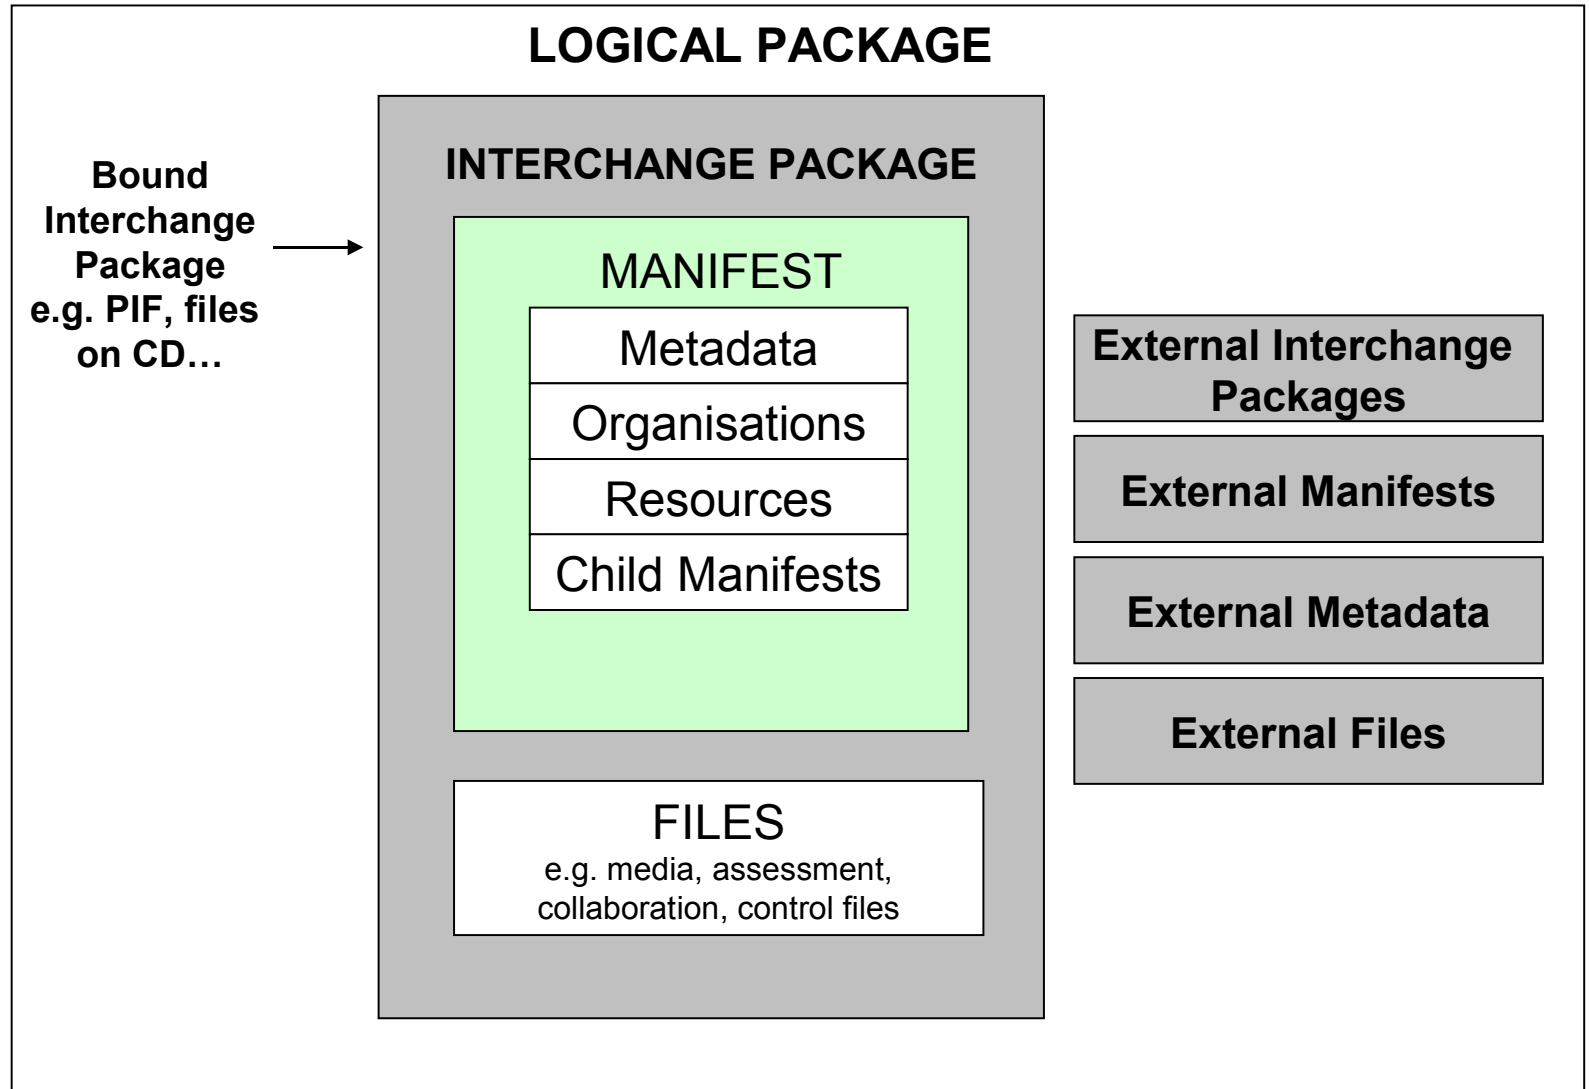 LOGICAL PACKAGE
Bound
Interchange
Package
e.g. PIF, files
on CD…
INTERCHANGE PACKAGE
MANIFEST
Metadata
Organisations
Resources
Child Manifests
FILES
e.g. media, assessment,
collaboration, control files
External Interchange
Packages
External Manifests
External Metadata
External Files